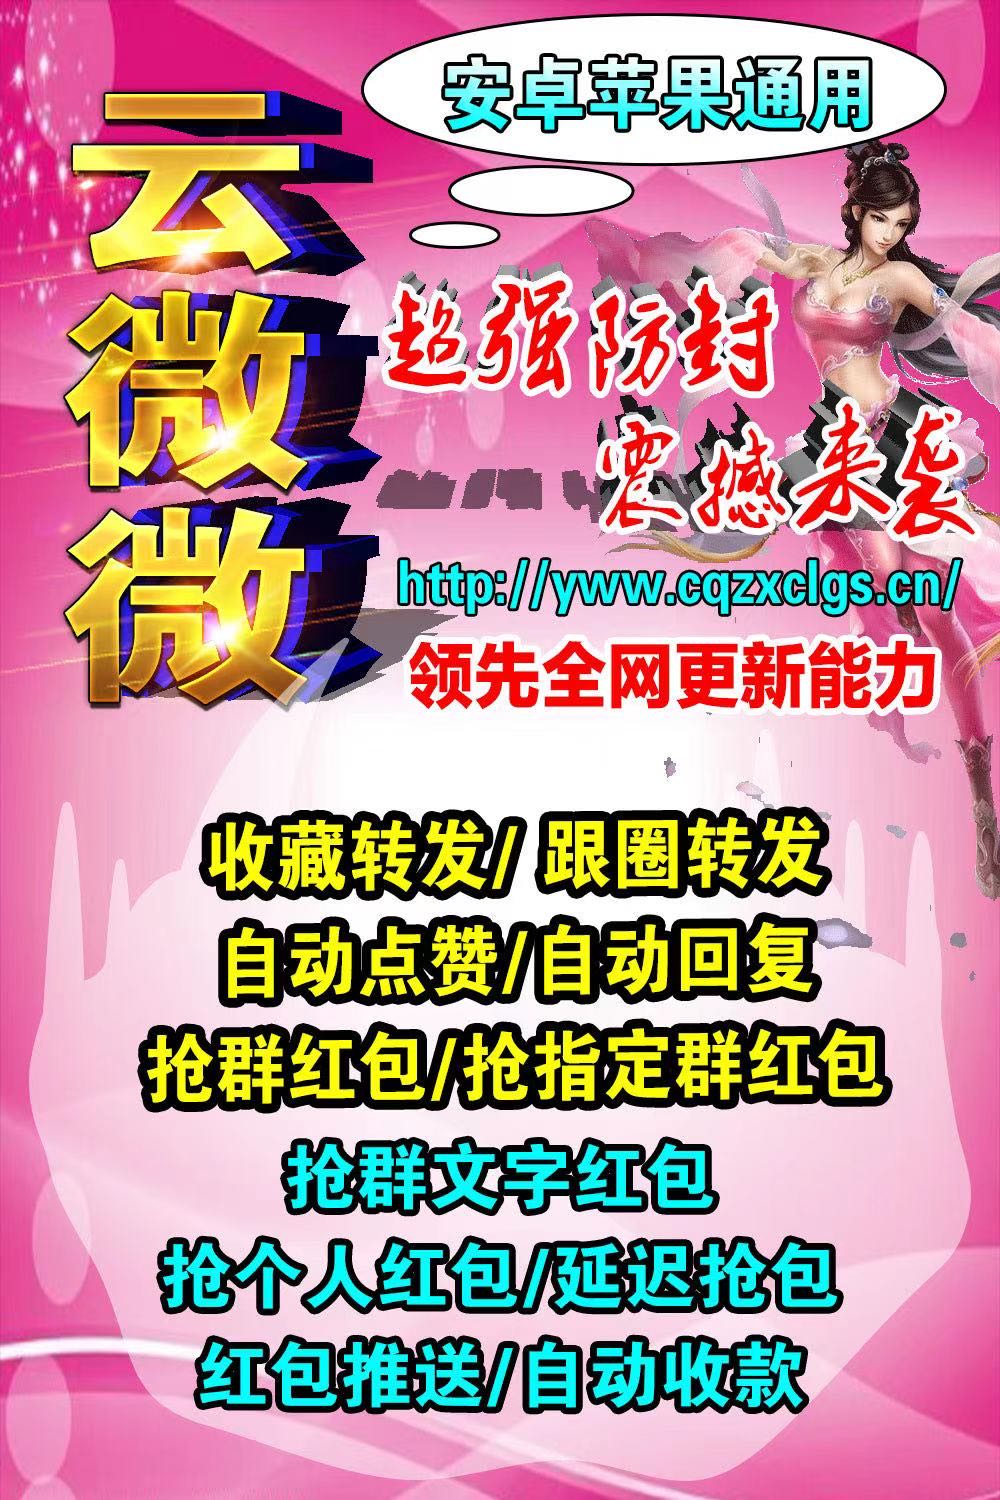 安卓苹果通用
云微微
超强防封
震撼来袭
http://yww.cqzxclgs.cn/
领先全网更新能力
收藏转发/ 跟圈转发
自动点赞/自动回复
抢群红包/抢指定群红包
抢群文字红包
抢个人红包/延迟抢包
红包推送/自动收款